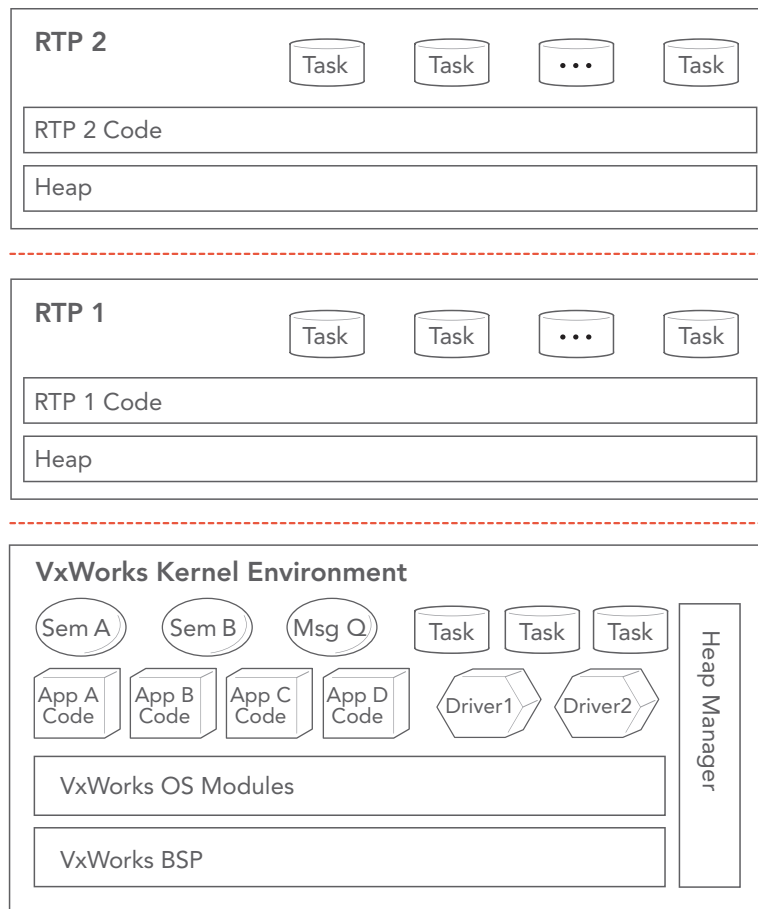 RTP 2
Task
Task
•••
Task
RTP 2 Code
Heap
RTP 1
Task
Task
•••
Task
RTP 1 Code
Heap
VxWorks Kernel Environment
Sem A
Sem B
Msg Q
Task
Task
Task
App A
Code
App B
Code
App C
Code
App D
Code
Driver1
Driver2
Heap Manager
VxWorks OS Modules
VxWorks BSP